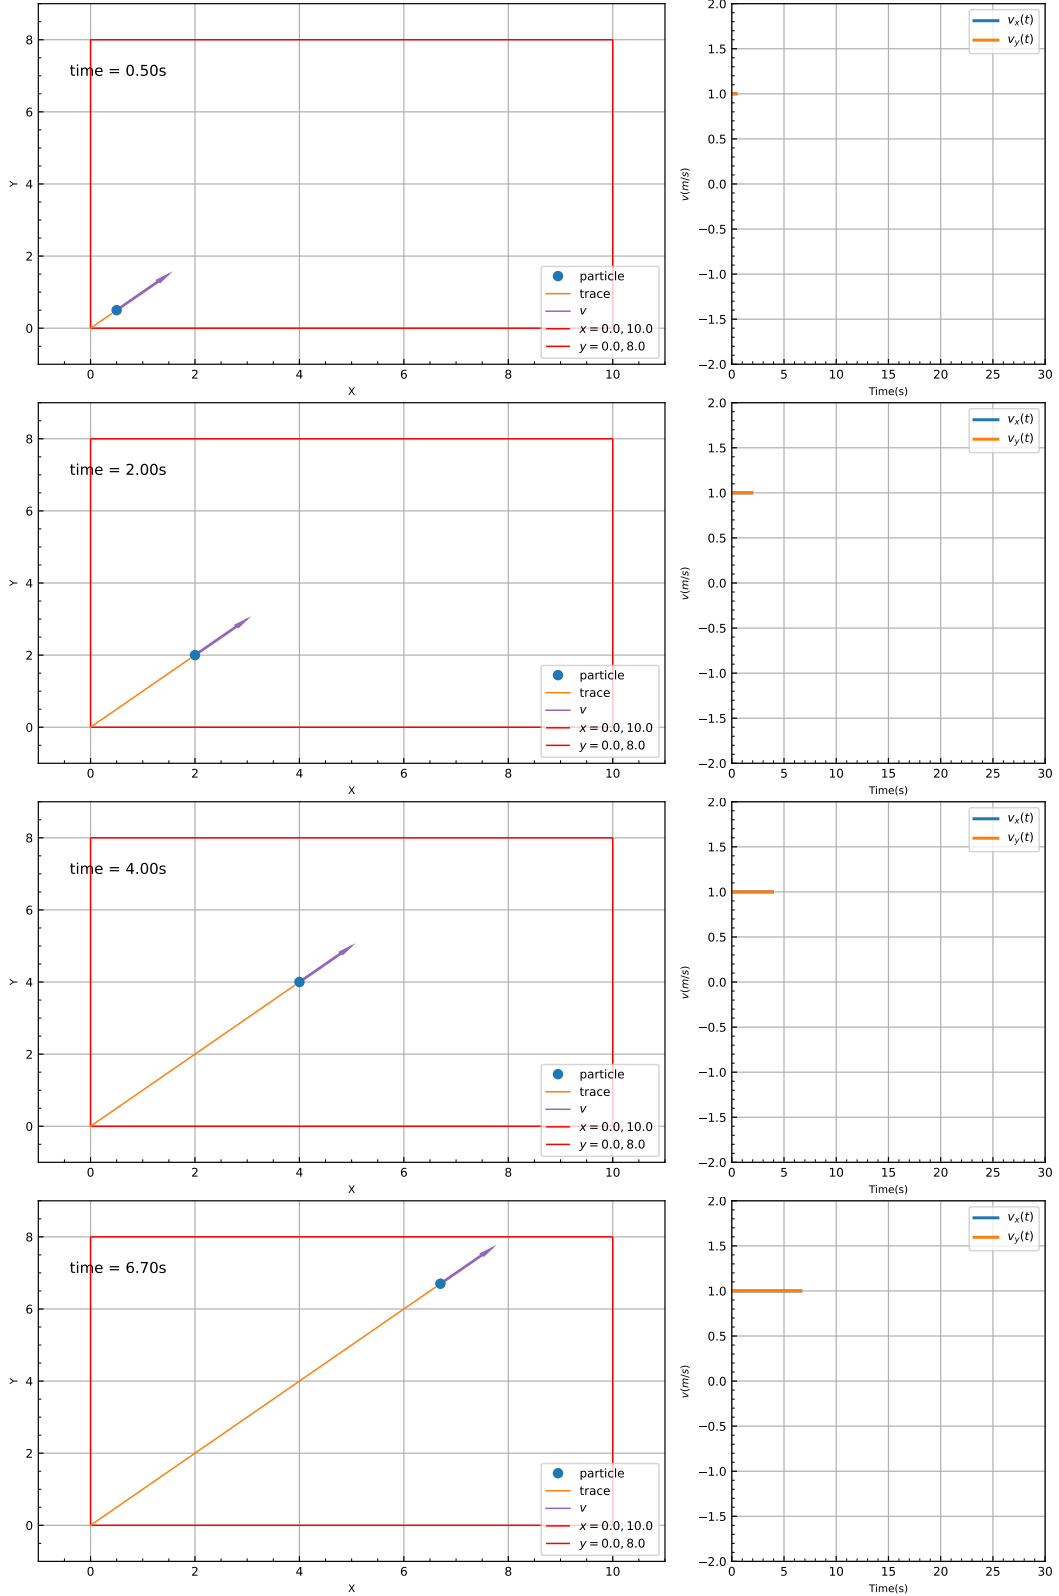 8
6
4
2
0
Y
time = 0.50s
particle
trace
v
x = 0.0, 10.0
y = 0.0, 8.0
0 2 4 6 8 10
X
2.0
1.5
1.0
0.5
0.0
−0.5
−1.0
−1.5
−2.0
v(m/s)
v_x(t)
v_y(t)
0 5 10 15 20 25 30
Time(s)
8
6
4
2
0
Y
time = 2.00s
particle
trace
v
x = 0.0, 10.0
y = 0.0, 8.0
0 2 4 6 8 10
X
2.0
1.5
1.0
0.5
0.0
−0.5
−1.0
−1.5
−2.0
v(m/s)
v_x(t)
v_y(t)
0 5 10 15 20 25 30
Time(s)
8
6
4
2
0
Y
time = 4.00s
particle
trace
v
x = 0.0, 10.0
y = 0.0, 8.0
0 2 4 6 8 10
X
2.0
1.5
1.0
0.5
0.0
−0.5
−1.0
−1.5
−2.0
v(m/s)
v_x(t)
v_y(t)
0 5 10 15 20 25 30
Time(s)
8
6
4
2
0
Y
time = 6.70s
particle
trace
v
x = 0.0, 10.0
y = 0.0, 8.0
0 2 4 6 8 10
X
2.0
1.5
1.0
0.5
0.0
−0.5
−1.0
−1.5
−2.0
v(m/s)
v_x(t)
v_y(t)
0 5 10 15 20 25 30
Time(s)